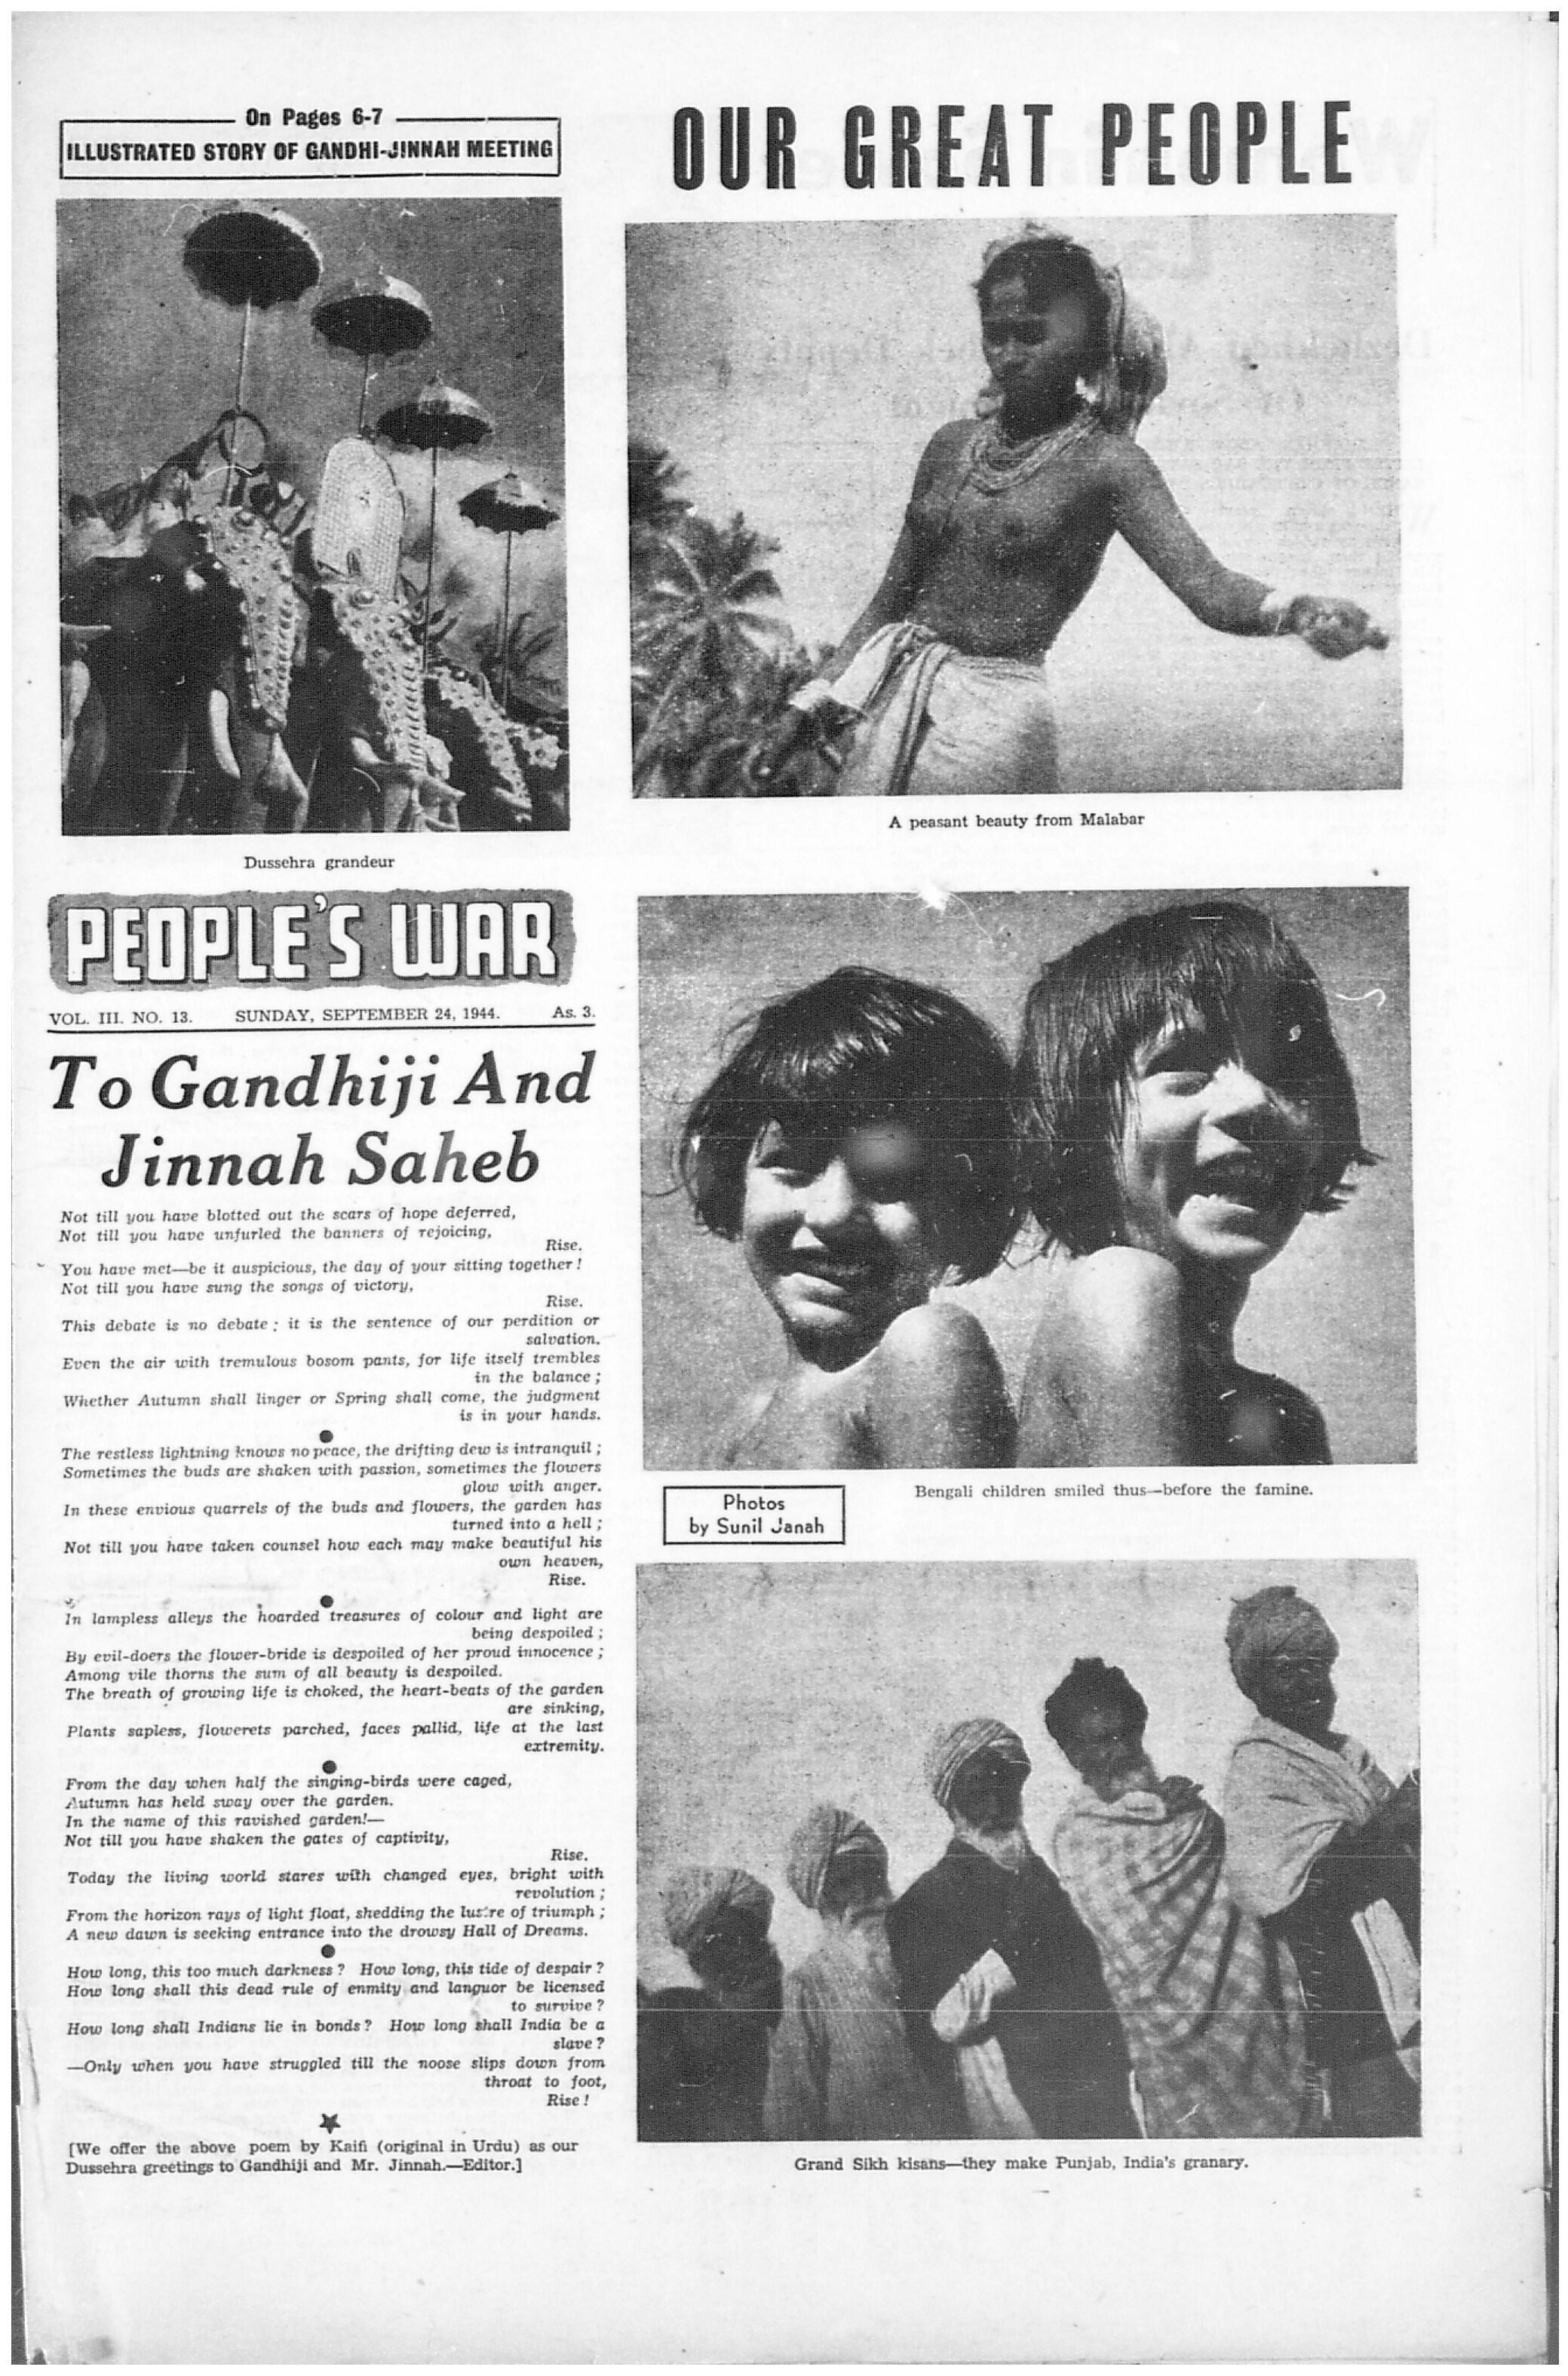 On Pages 6-7
ILLUSTRATED STORY OF GANDHI-JINNAH MEETING
OUR GREAT PEOPLE
Dussehra grandeur
A peasant beauty from Malabar
PEOPLE'S WAR
VOL. III. NO. 13. SUNDAY, SEPTEMBER 24, 1944. As. 3.
To Gandhiji And
Jinnah Saheb
Not till you have blotted out the scars of hope deferred,
Not till you have unfurled the banners of rejoicing,
Rise.
You have met—be it auspicious, the day of your sitting together!
Not till you have sung the songs of victory,
Rise.
This debate is no debate; it is the sentence of our perdition or
salvation.
Even the air with tremulous bosom pants, for life itself trembles
in the balance;
Whether Autumn shall linger or Spring shall come, the judgment
is in your hands.
The restless lightning knows no peace, the drifting dew is intranquil;
Sometimes the buds are shaken with passion, sometimes the flowers
glow with anger.
In these envious quarrels of the buds and flowers, the garden has
turned into a hell;
Not till you have taken counsel how each may make beautiful his
own heaven,
Rise.
In lampless alleys the hoarded treasures of colour and light are
being despoiled;
By evil-doers the flower-bride is despoiled of her proud innocence;
Among vile thorns the sum of all beauty is despoiled.
The breath of growing life is choked, the heart-beats of the garden
are sinking,
Plants sapless, flowerets parched, faces pallid, life at the last
extremity.
From the day when half the singing-birds were caged,
Autumn has held sway over the garden.
In the name of this ravished garden!—
Not till you have shaken the gates of captivity,
Rise.
Today the living world stares with changed eyes, bright with
revolution;
From the horizon rays of light float, shedding the lustre of triumph;
A new dawn is seeking entrance into the drowsy Hall of Dreams.
How long, this too much darkness? How long, this tide of despair?
How long shall this dead rule of enmity and languor be licensed
to survive?
How long shall Indians lie in bonds? How long shall India be a
slave?
—Only when you have struggled till the noose slips down from
throat to foot,
Rise!
[We offer the above poem by Kaifi (original in Urdu) as our
Dussehra greetings to Gandhiji and Mr. Jinnah.—Editor.]
Photos
by Sunil Janah
Bengali children smiled thus—before the famine.
Grand Sikh kisans—they make Punjab, India's granary.